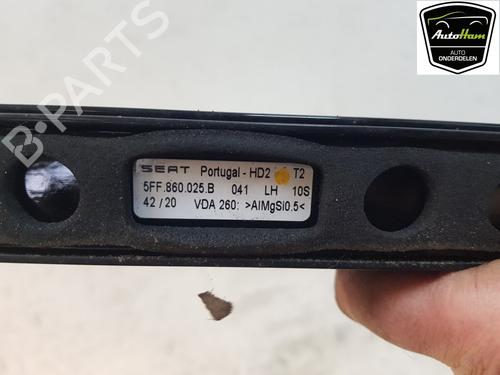 AutoHam
AUTO
ONDERDELEN
B-PARTS
SEAT Portugal - HD2 T2
5FF.860.025.B 041 LH 10S
42/20 VDA 260: >AlMgSi0.5<